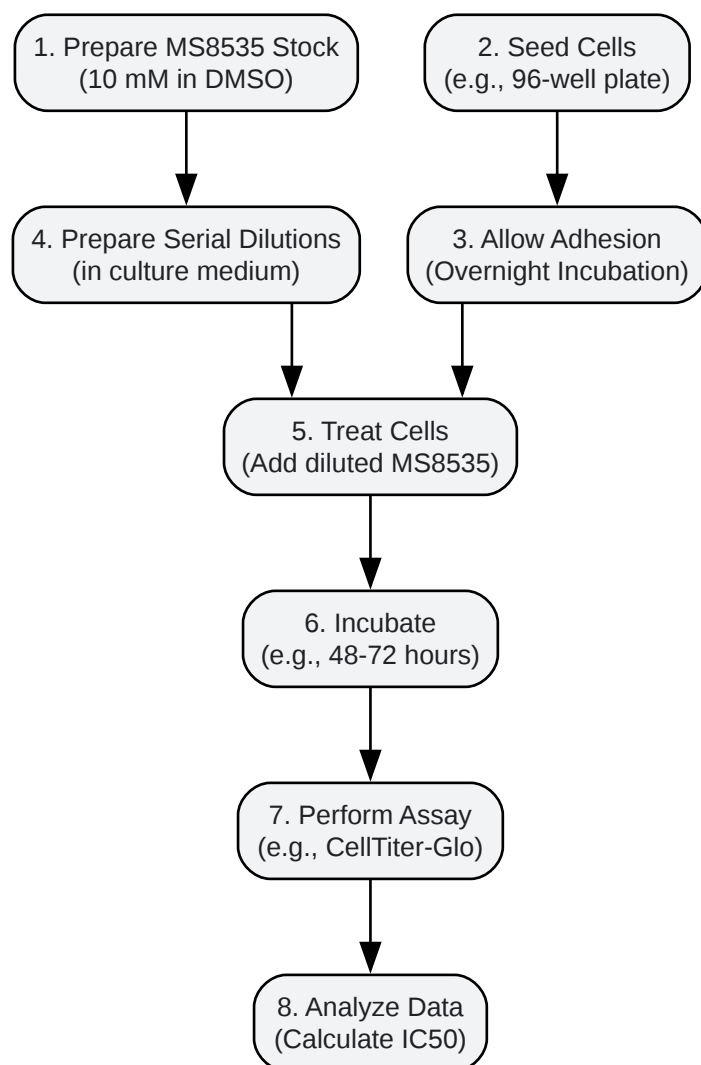 1. Prepare MS8535 Stock
(10 mM in DMSO)
2. Seed Cells
(e.g., 96-well plate)
4. Prepare Serial Dilutions
(in culture medium)
3. Allow Adhesion
(Overnight Incubation)
5. Treat Cells
(Add diluted MS8535)
6. Incubate
(e.g., 48-72 hours)
7. Perform Assay
(e.g., CellTiter-Glo)
8. Analyze Data
(Calculate IC50)